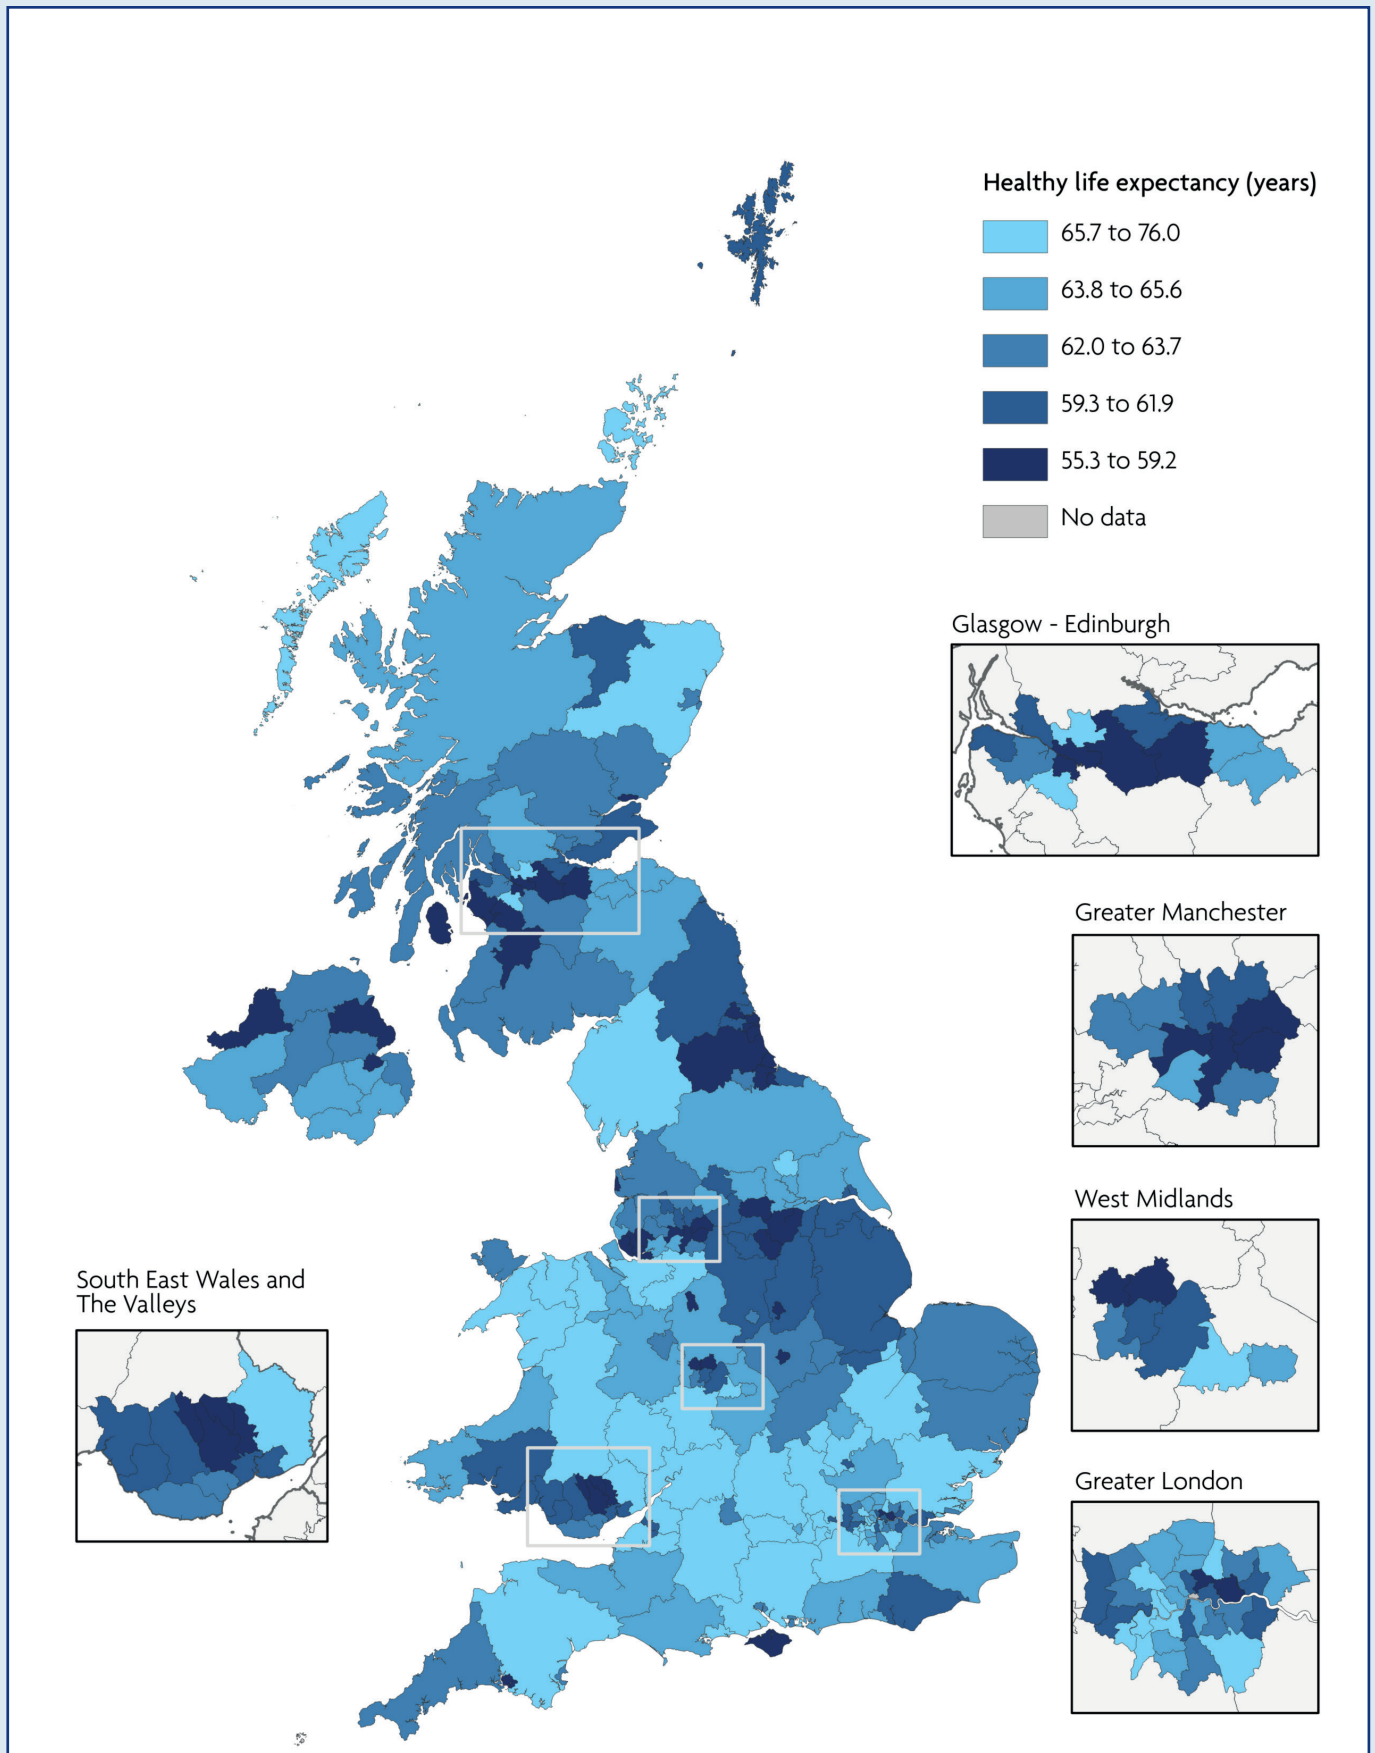 Healthy life expectancy (years)
65.7 to 76.0
63.8 to 65.6
62.0 to 63.7
59.3 to 61.9
55.3 to 59.2
No data
Glasgow - Edinburgh
Greater Manchester
West Midlands
South East Wales and
The Valleys
Greater London